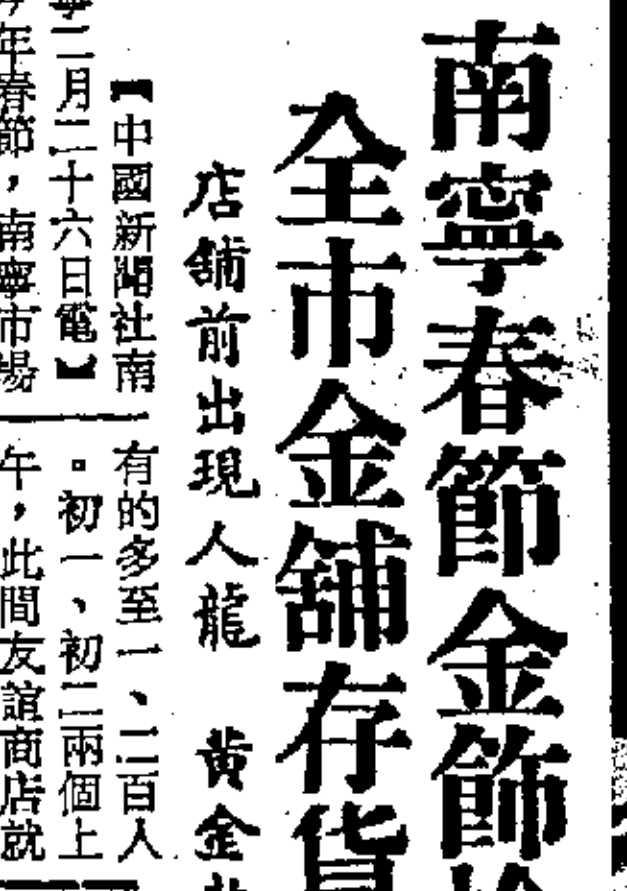 南寧春節金飾
全市金舖存貨
店舖前出現人龍 黃金
【中國新聞社南
寧二月二十六日電】
今年春節，南寧市場
有的多至一、二百人
。初一、初二兩個上
午，此間友誼商店就